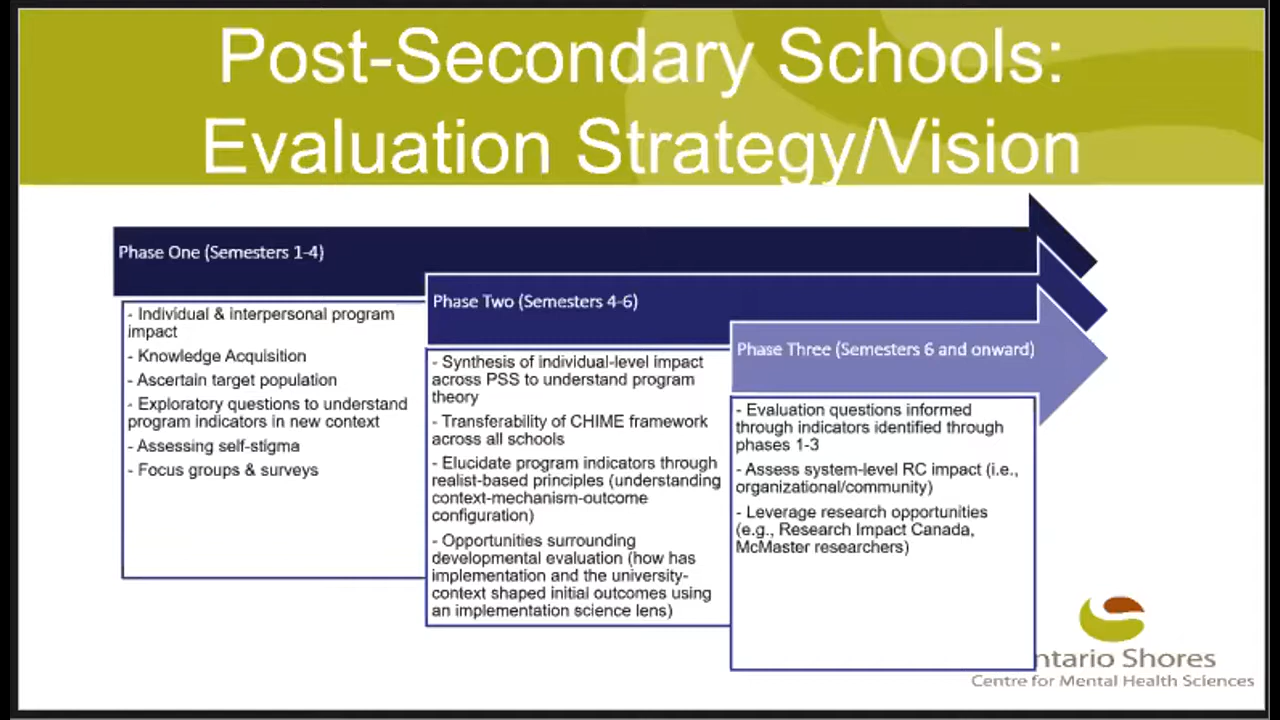 Post-Secondary Schools:
Evaluation Strategy/Vision
Phase One (Semesters 1-4)
- Individual & interpersonal program
impact
- Knowledge Acquisition
- Ascertain target population
- Exploratory questions to understand
program indicators in new context
- Assessing self-stigma
- Focus groups & surveys
Phase Two (Semesters 4-6)
- Synthesis of individual-level impact
across PSS to understand program
theory
- Transferability of CHIME framework
across all schools
- Elucidate program indicators through
realist-based principles (understanding
context-mechanism-outcome
configuration)
- Opportunities surrounding
developmental evaluation (how has
implementation and the university-
context shaped initial outcomes using
an implementation science lens)
Phase Three (Semesters 6 and onward)
- Evaluation questions informed
through indicators identified through
phases 1-3
- Assess system-level RC impact (i.e.,
organizational/community)
- Leverage research opportunities
(e.g., Research Impact Canada,
McMaster researchers)
ntario Shores
Centre for Mental Health Sciences